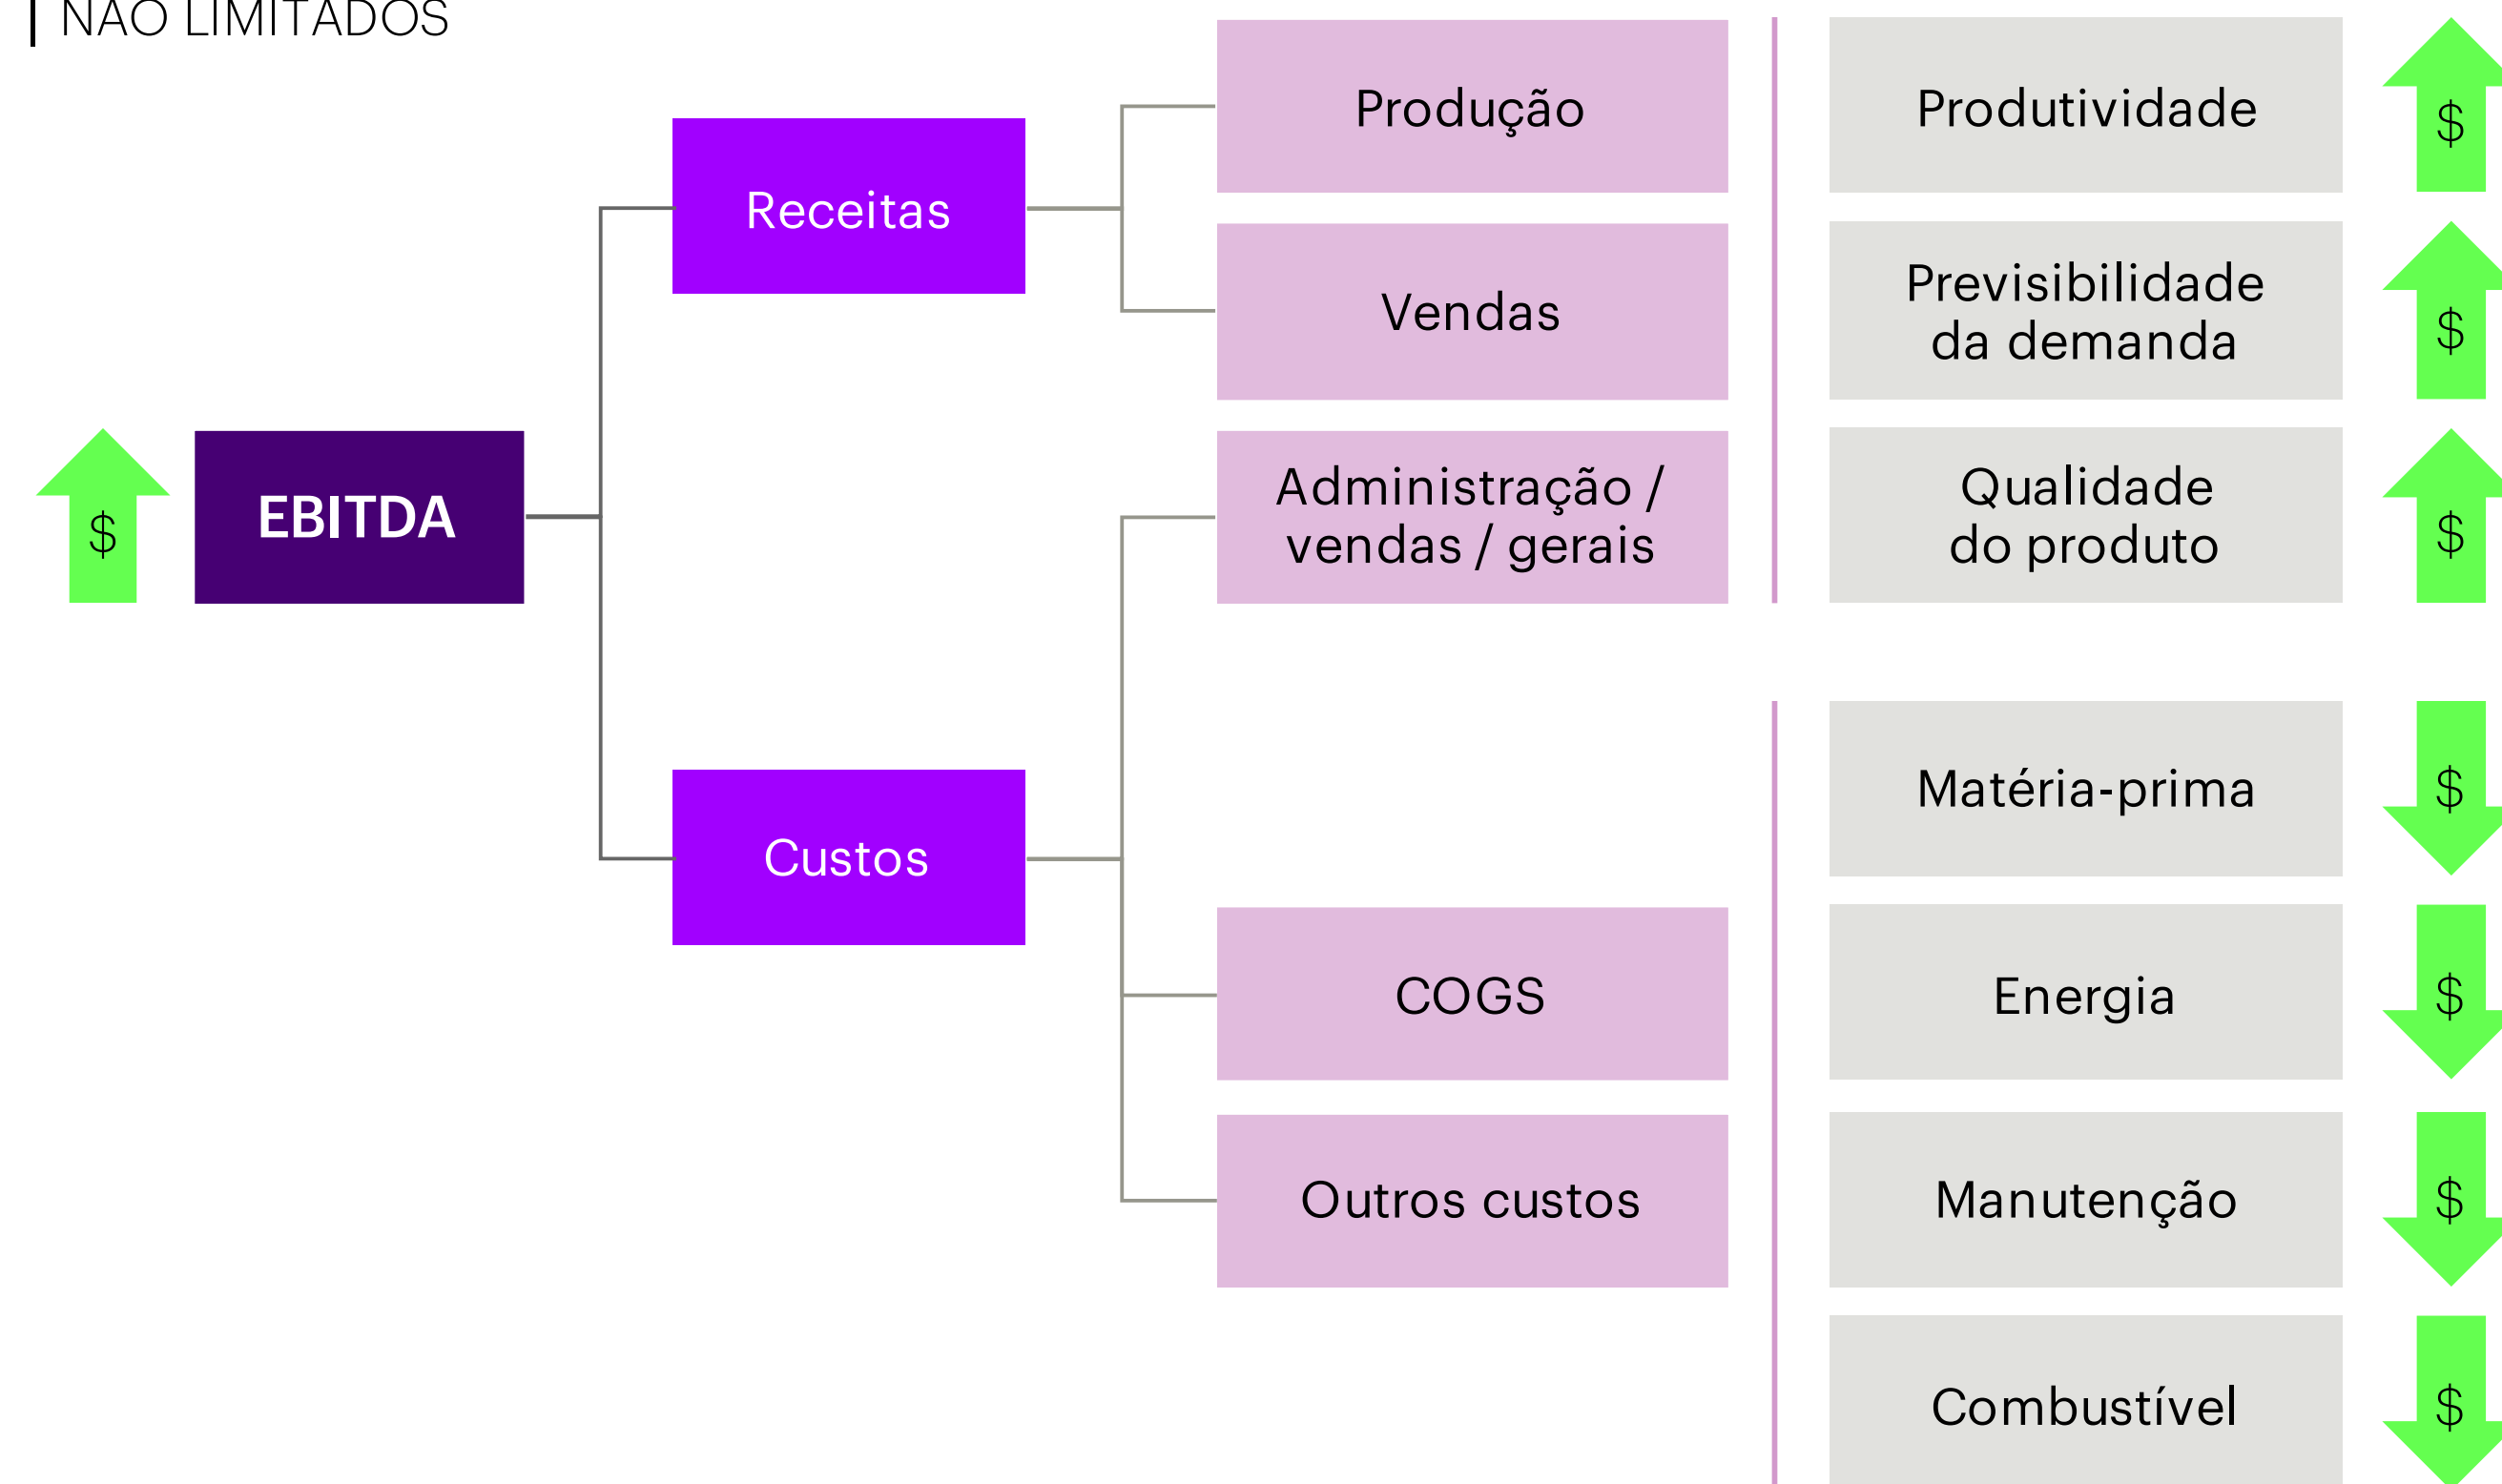 NÃO LIMITADOS
Produção
Produtividade
$
Receitas
Vendas
Previsibilidade
da demanda
$
$
EBITDA
Administração /
vendas / gerais
Qualidade
do produto
$
Custos
Matéria-prima
$
COGS
Energia
$
Outros custos
Manutenção
$
Combustível
$